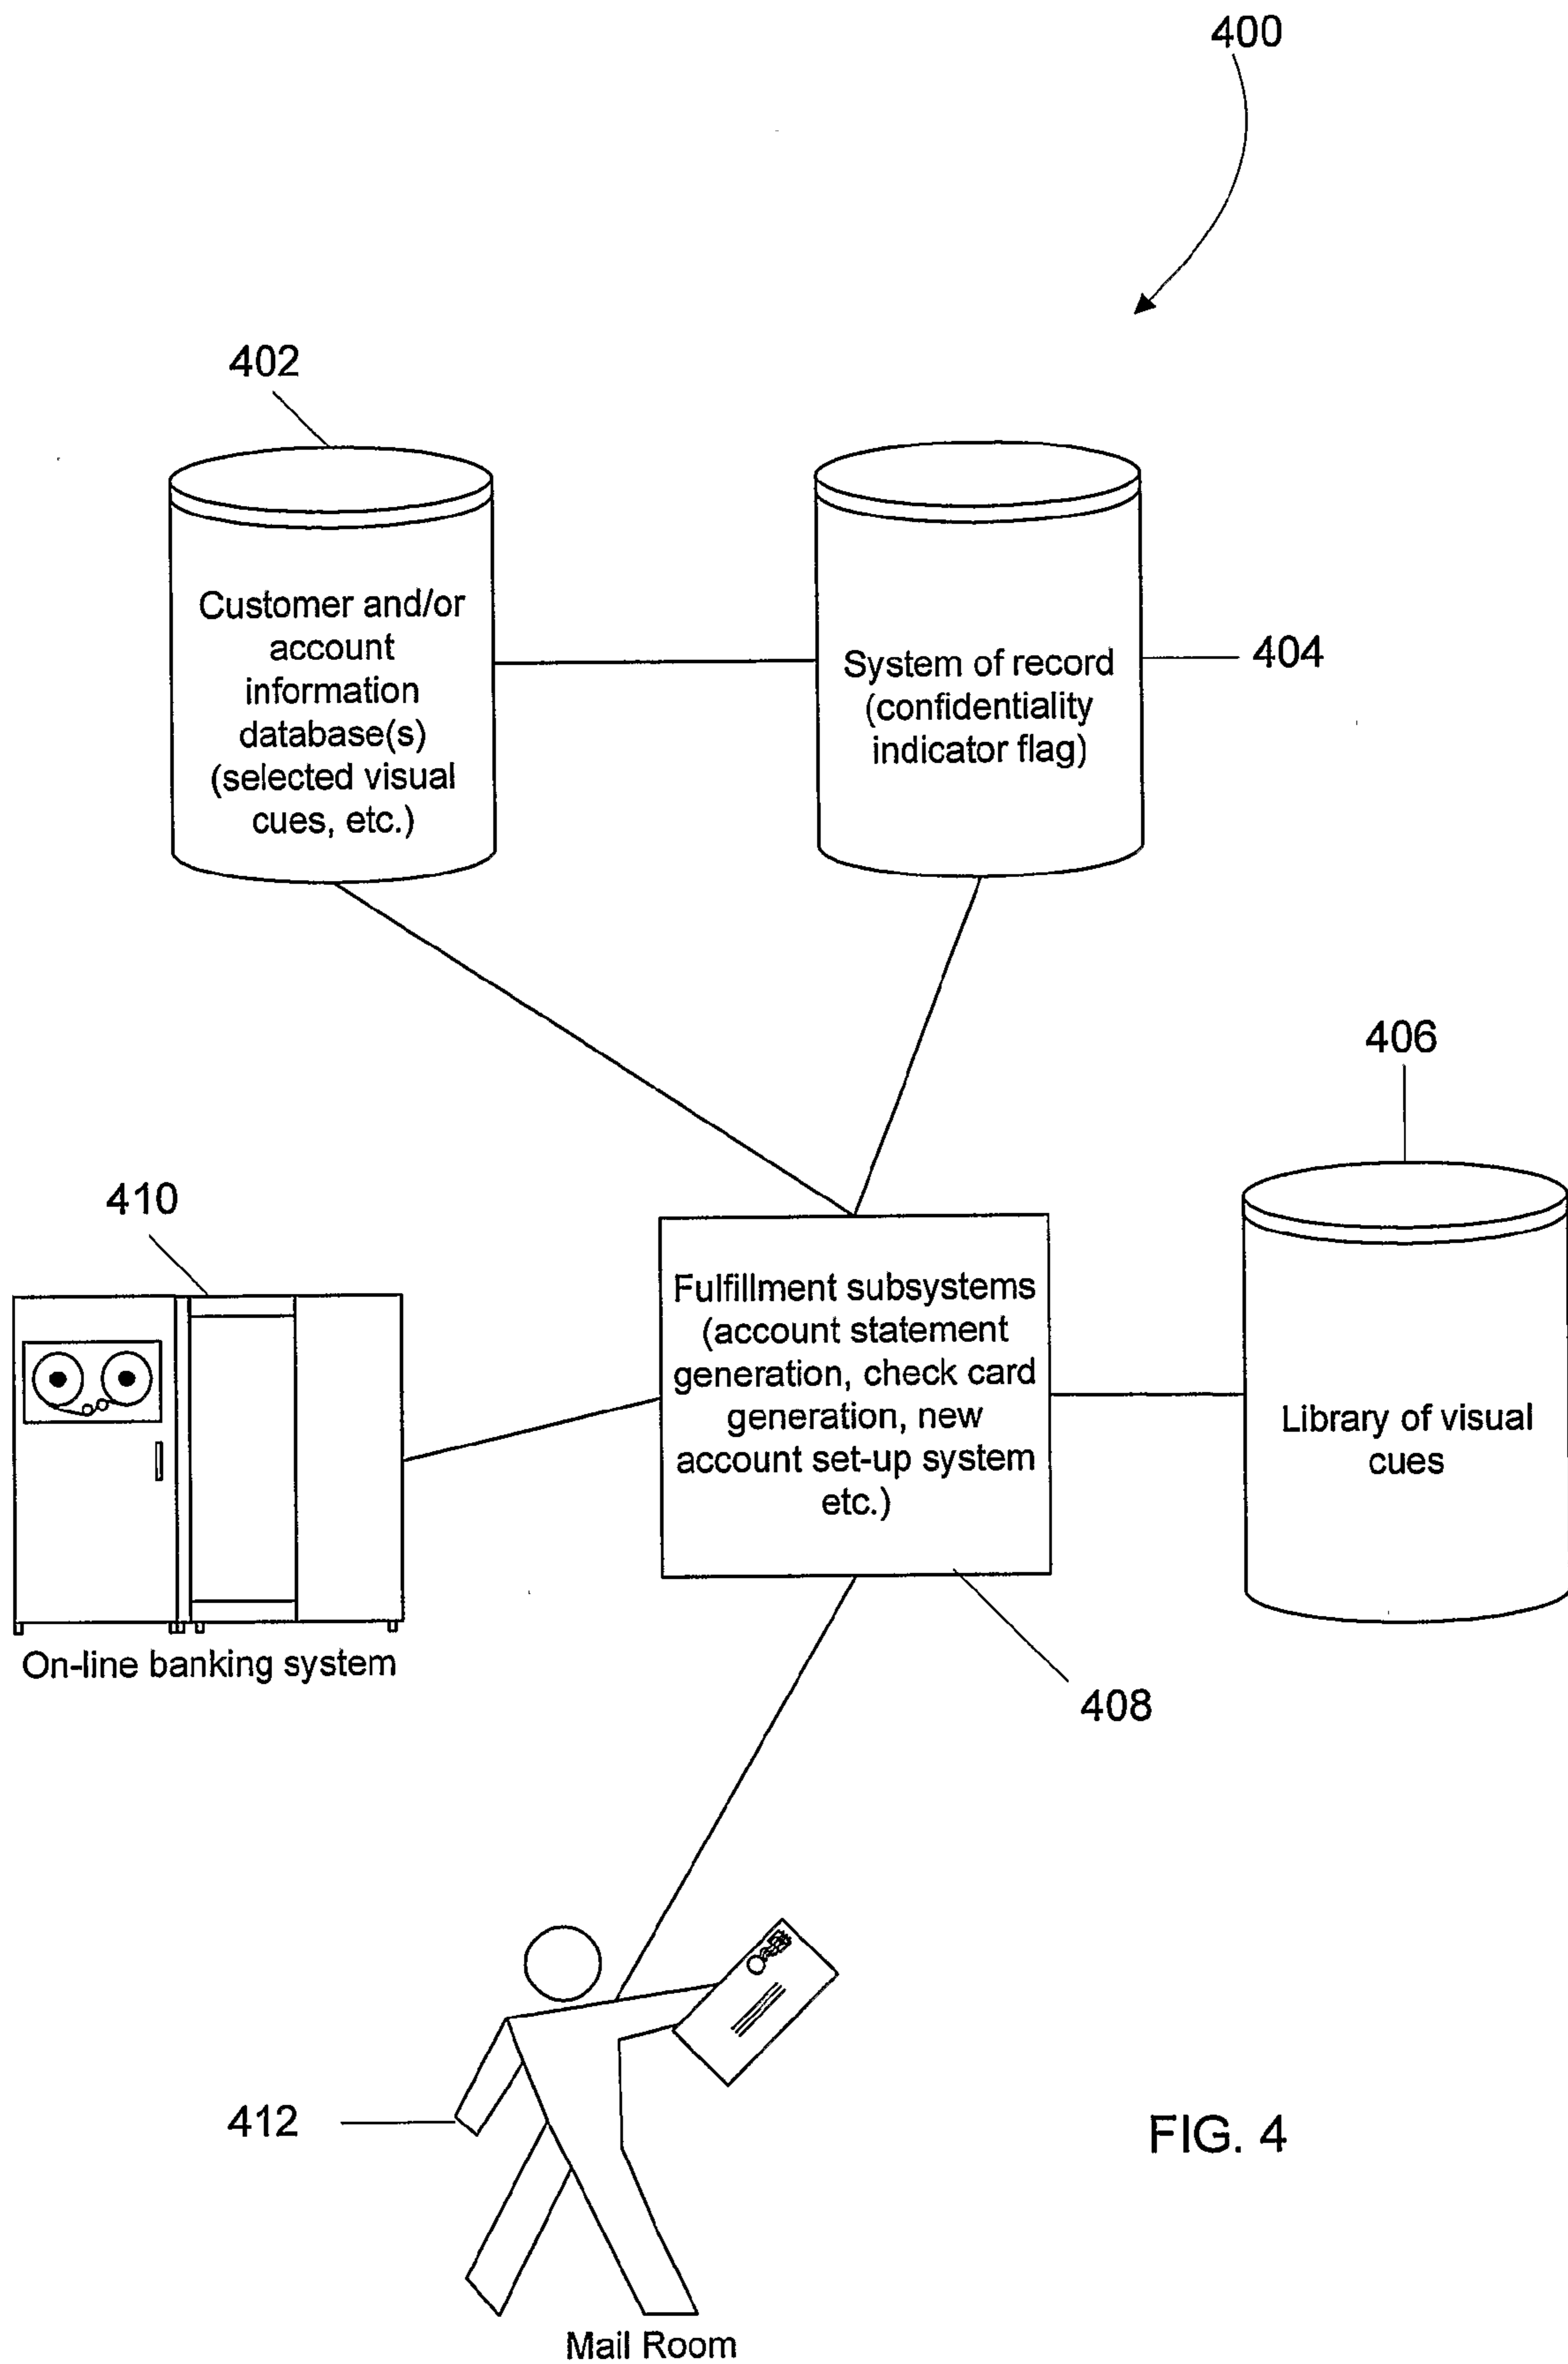 400
402
Customer and/or
account
information
database(s)
(selected visual
cues, etc.)
System of record
(confidentiality
indicator flag)
404
406
410
Fulfillment subsystems
(account statement
generation, check card
generation, new
account set-up system
etc.)
Library of visual
cues
On-line banking system
408
412
FIG. 4
Mail Room